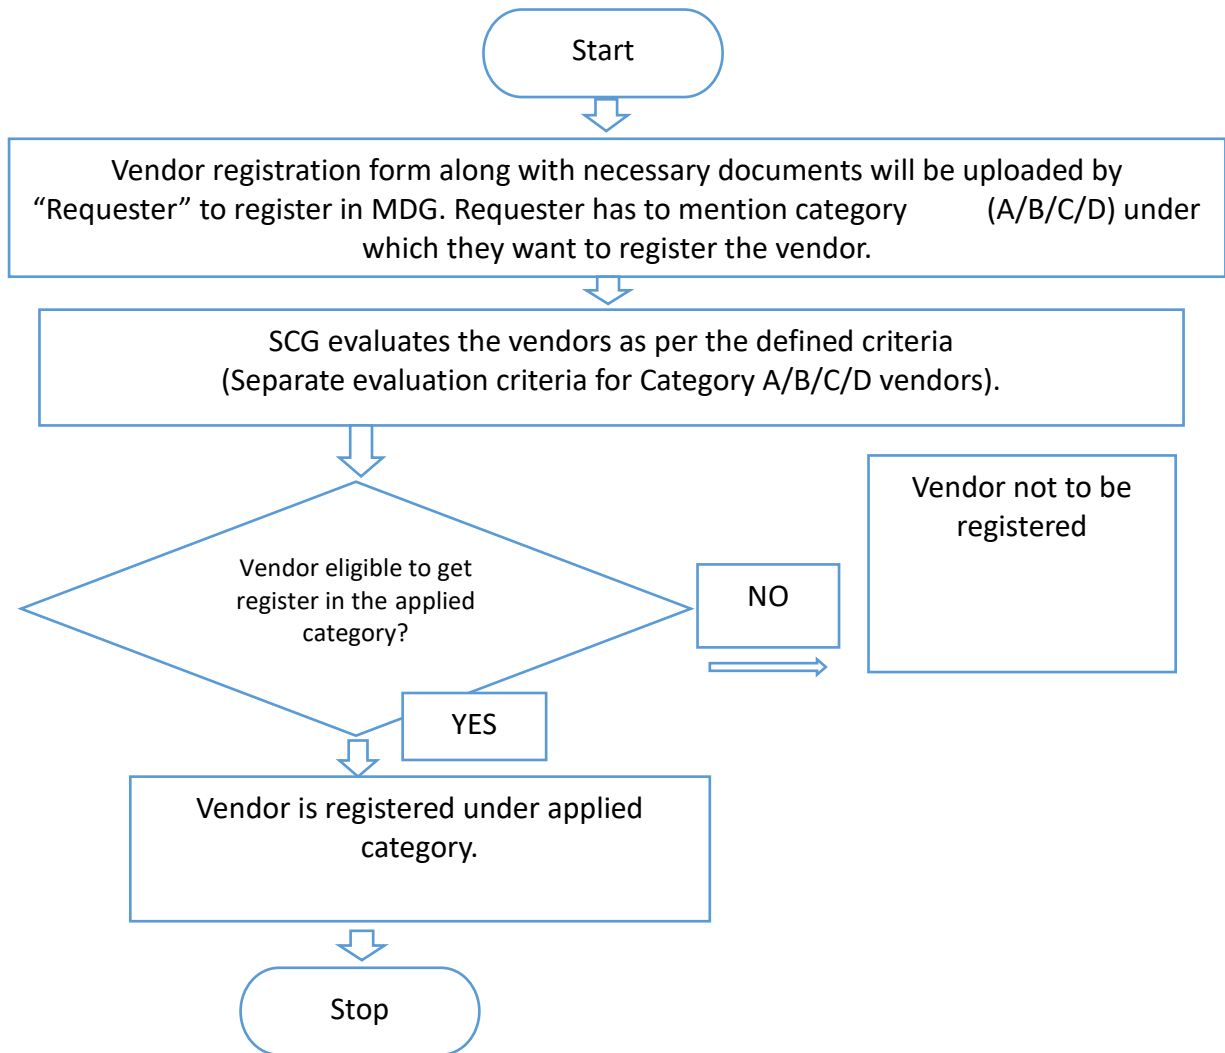 Start
Vendor registration form along with necessary documents will be uploaded by
“Requester” to register in MDG. Requester has to mention category (A/B/C/D) under
which they want to register the vendor.
SCG evaluates the vendors as per the defined criteria
(Separate evaluation criteria for Category A/B/C/D vendors).
Vendor eligible to get
register in the applied
category?
NO
Vendor not to be
registered
YES
Vendor is registered under applied
category.
Stop